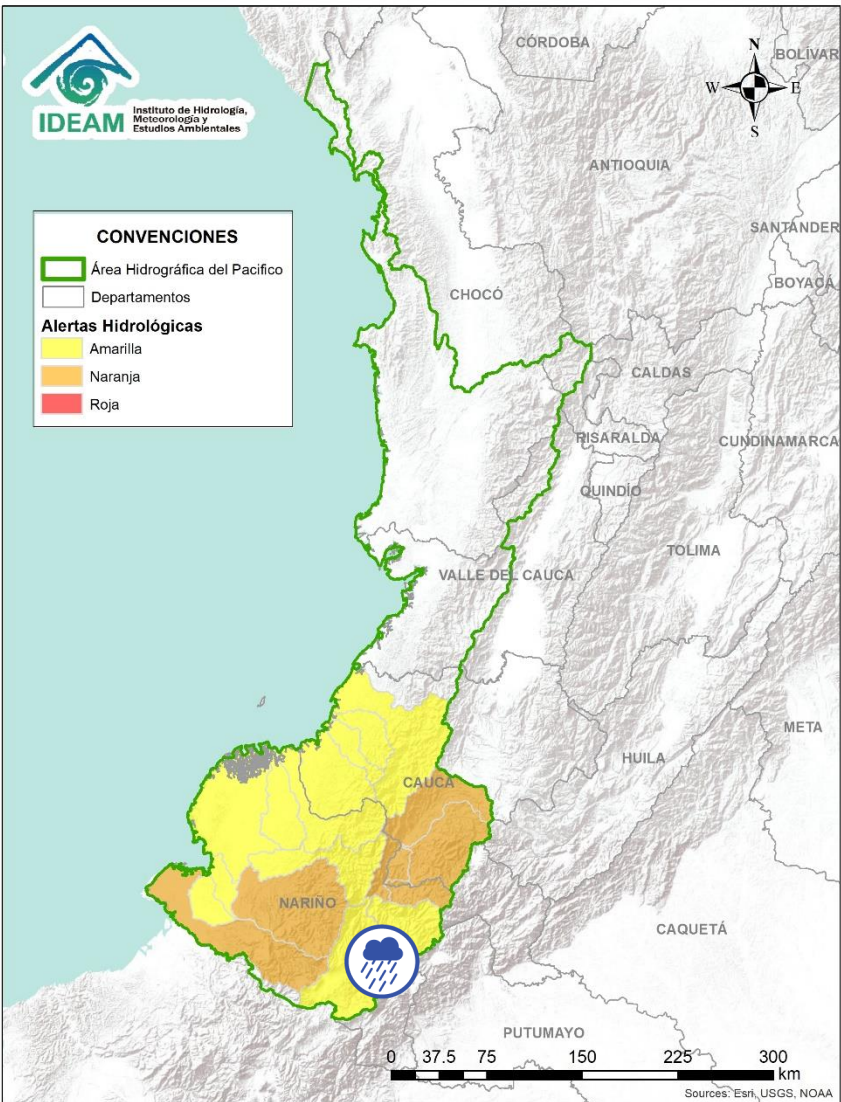 IDEAM
Instituto de Hidrología,
Meteorología y
Estudios Ambientales
N
W
E
S
CÓRDOBA
BOLÍVAR
ANTIOQUIA
SANTANDER
BOYACÁ
CHOCÓ
CONVENCIONES
Área Hidrográfica del Pacifico
Departamentos
Alertas Hidrológicas
Amarilla
Naranja
Roja
CALDAS
RISARALDA
CUNDINAMARCA
QUINDÍO
TOLIMA
VALLE DEL CAUCA
META
HUILA
CAUCA
NARIÑO
CAQUETÁ
PUTUMAYO
0 37.5 75 150 225 300
km
Sources: Esri, USGS, NOAA